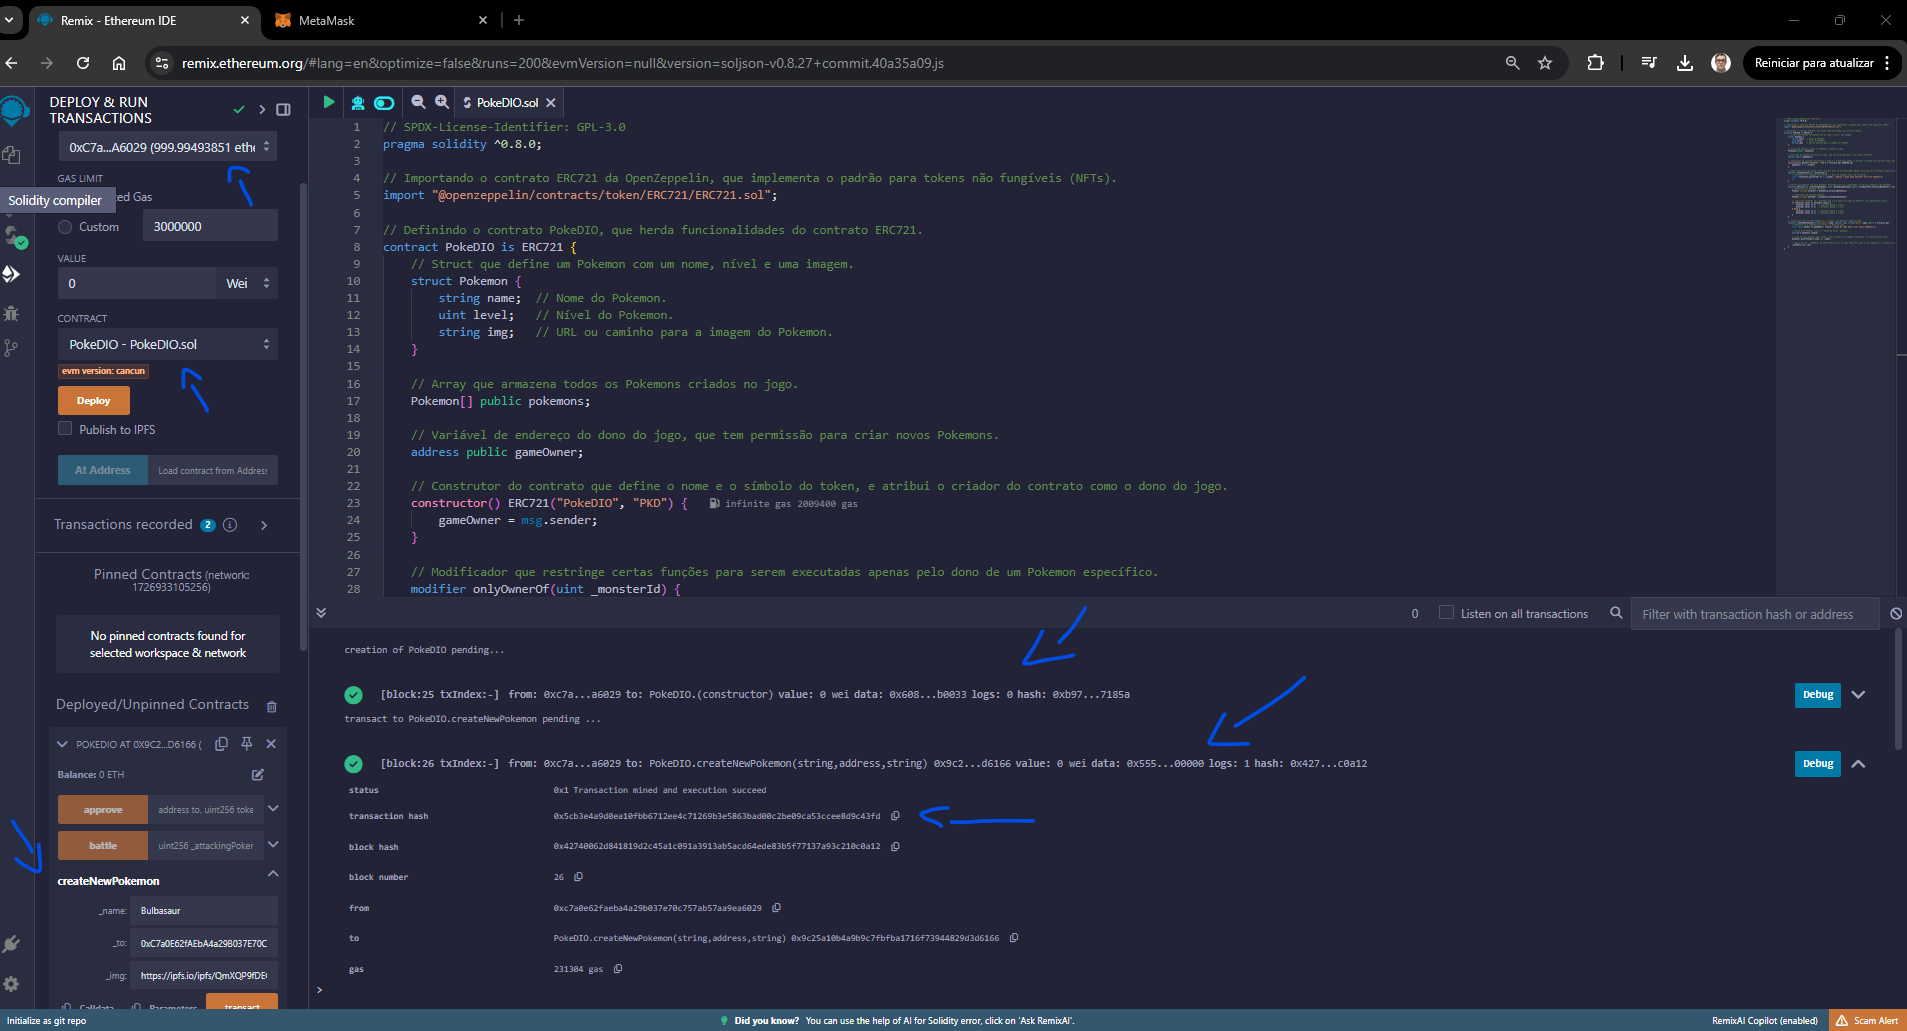 Remix - Ethereum IDE
MetaMask
remix.ethereum.org/#lang=en&optimize=false&runs=200&evmVersion=null&version=soljson-v0.8.27+commit.40a35a09.js
Reiniciar para atualizar
DEPLOY & RUN
TRANSACTIONS
0xC7a...A6029 (999.99493851 ethe
GAS LIMIT
ted Gas
Solidity compiler
Custom
3000000
VALUE
0
Wei
CONTRACT
PokeDIO - PokeDIO.sol
evm version: cancun
Deploy
Publish to IPFS
At Address
Load contract from Address
Transactions recorded 2
Pinned Contracts (network:
1726933105256)
No pinned contracts found for
selected workspace & network
Deployed/Unpinned Contracts
POKEDIO AT 0X9C2...D6166 (
Balance: 0 ETH
approve
address to, uint256 toke
battle
uint256 _attackingPoker
createNewPokemon
_name:
Bulbasaur
_to:
0xC7a0E62fAEbA4a29B037E70C
_img:
https://ipfs.io/ipfs/QmXQP9fDE
Calldata
Parameters
transact
PokeDIO.sol
1 // SPDX-License-Identifier: GPL-3.0
2 pragma solidity ^0.8.0;
3
4 // Importando o contrato ERC721 da OpenZeppelin, que implementa o padrão para tokens não fungíveis (NFTs).
5 import "@openzeppelin/contracts/token/ERC721/ERC721.sol";
6
7 // Definindo o contrato PokeDIO, que herda funcionalidades do contrato ERC721.
8 contract PokeDIO is ERC721 {
9 // Struct que define um Pokemon com um nome, nível e uma imagem.
10 struct Pokemon {
11 string name; // Nome do Pokemon.
12 uint level; // Nível do Pokemon.
13 string img; // URL ou caminho para a imagem do Pokemon.
14 }
15
16 // Array que armazena todos os Pokemons criados no jogo.
17 Pokemon[] public pokemons;
18
19 // Variável de endereço do dono do jogo, que tem permissão para criar novos Pokemons.
20 address public gameOwner;
21
22 // Construtor do contrato que define o nome e o símbolo do token, e atribui o criador do contrato como o dono do jogo.
23 constructor() ERC721("PokeDIO", "PKD") { infinite gas 2009400 gas
24 gameOwner = msg.sender;
25 }
26
27 // Modificador que restringe certas funções para serem executadas apenas pelo dono de um Pokemon específico.
28 modifier onlyOwnerOf(uint _monsterId) {
0
Listen on all transactions
Filter with transaction hash or address
creation of PokeDIO pending...
[block:25 txIndex:-] from: 0xc7a...a6029 to: PokeDIO.(constructor) value: 0 wei data: 0x608...b0033 logs: 0 hash: 0xb97...7185a
Debug
transact to PokeDIO.createNewPokemon pending ...
[block:26 txIndex:-] from: 0xc7a...a6029 to: PokeDIO.createNewPokemon(string,address,string) 0x9c2...d6166 value: 0 wei data: 0x555...00000 logs: 1 hash: 0x427...c0a12
Debug
status 0x1 Transaction mined and execution succeed
transaction hash 0x5cb3e4a9d0ea10fbb6712ee4c71269b3e5863bad00c2be09ca53ccee8d9c43fd
block hash 0x42740062d841819d2c45a1c091a3913ab5acd64ede83b5f77137a93c210c0a12
block number 26
from 0xc7a0e62faeba4a29b037e70c757ab57aa9ea6029
to PokeDIO.createNewPokemon(string,address,string) 0x9c25a10b4a9b9c7fbfba1716f73944829d3d6166
gas 231304 gas
>
Initialize as git repo
Did you know? You can use the help of AI for Solidity error, click on 'Ask RemixAI'.
RemixAI Copilot (enabled)
Scam Alert